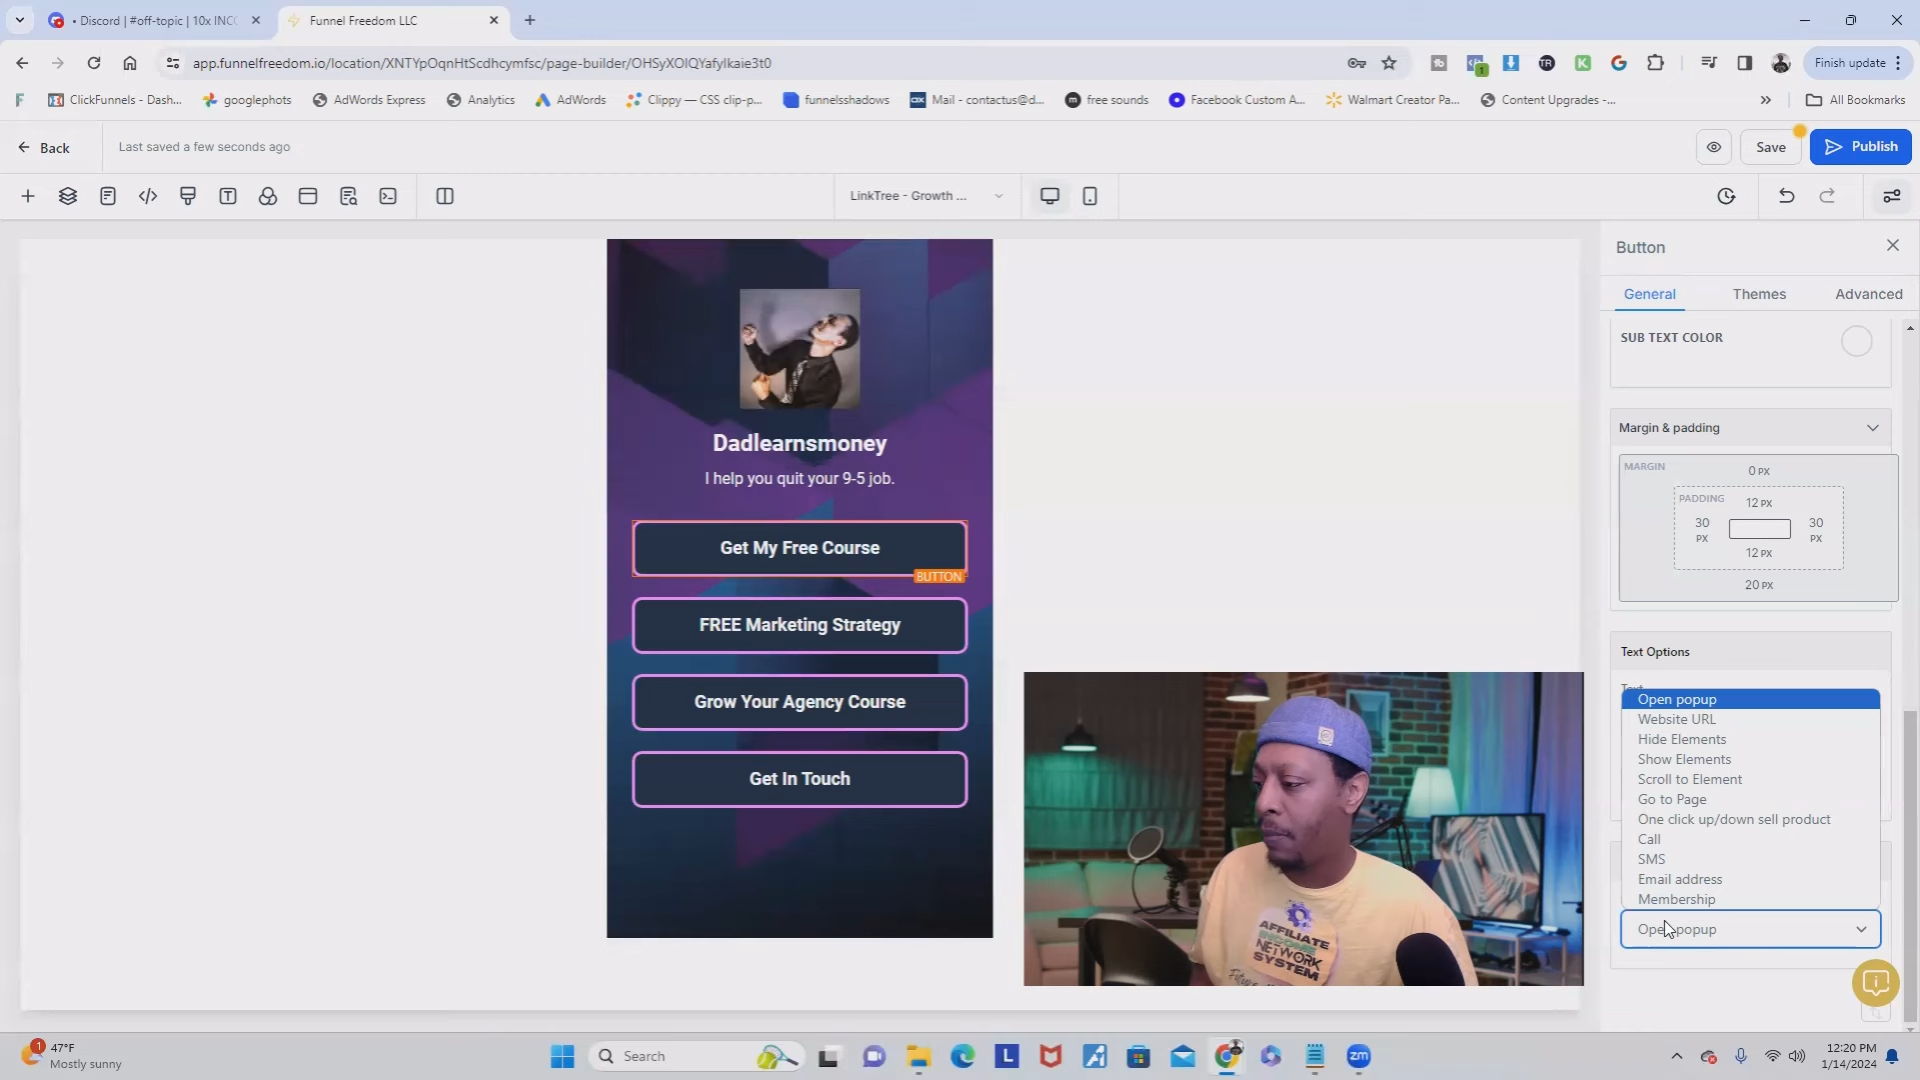 • Discord | #off-topic | 10x INC
Funnel Freedom LLC
app.funnelfreedom.io/location/XNTYpOqnHtScdhcymfsc/page-builder/OHSyXOlQYafylkaie3t0
Finish update
ClickFunnels - Dash...
googlephots
AdWords Express
Analytics
AdWords
Clippy — CSS clip-p...
funnelsshadows
Mail - contactus@d...
free sounds
Facebook Custom A...
Walmart Creator Pa...
Content Upgrades -...
All Bookmarks
Back
Last saved a few seconds ago
Save
Publish
LinkTree - Growth ...
Button
General
Themes
Advanced
SUB TEXT COLOR
Margin & padding
MARGIN
0 PX
PADDING
12 PX
30 PX
30 PX
12 PX
20 PX
Text Options
Text
Open popup
Website URL
Hide Elements
Show Elements
Scroll to Element
Go to Page
One click up/down sell product
Call
SMS
Email address
Membership
Open popup
Dadlearnsmoney
I help you quit your 9-5 job.
Get My Free Course
BUTTON
FREE Marketing Strategy
Grow Your Agency Course
Get In Touch
AFFILIATE
INCOME
NETWORK
SYSTEM
1
47°F
Mostly sunny
Search
zm
12:20 PM
1/14/2024